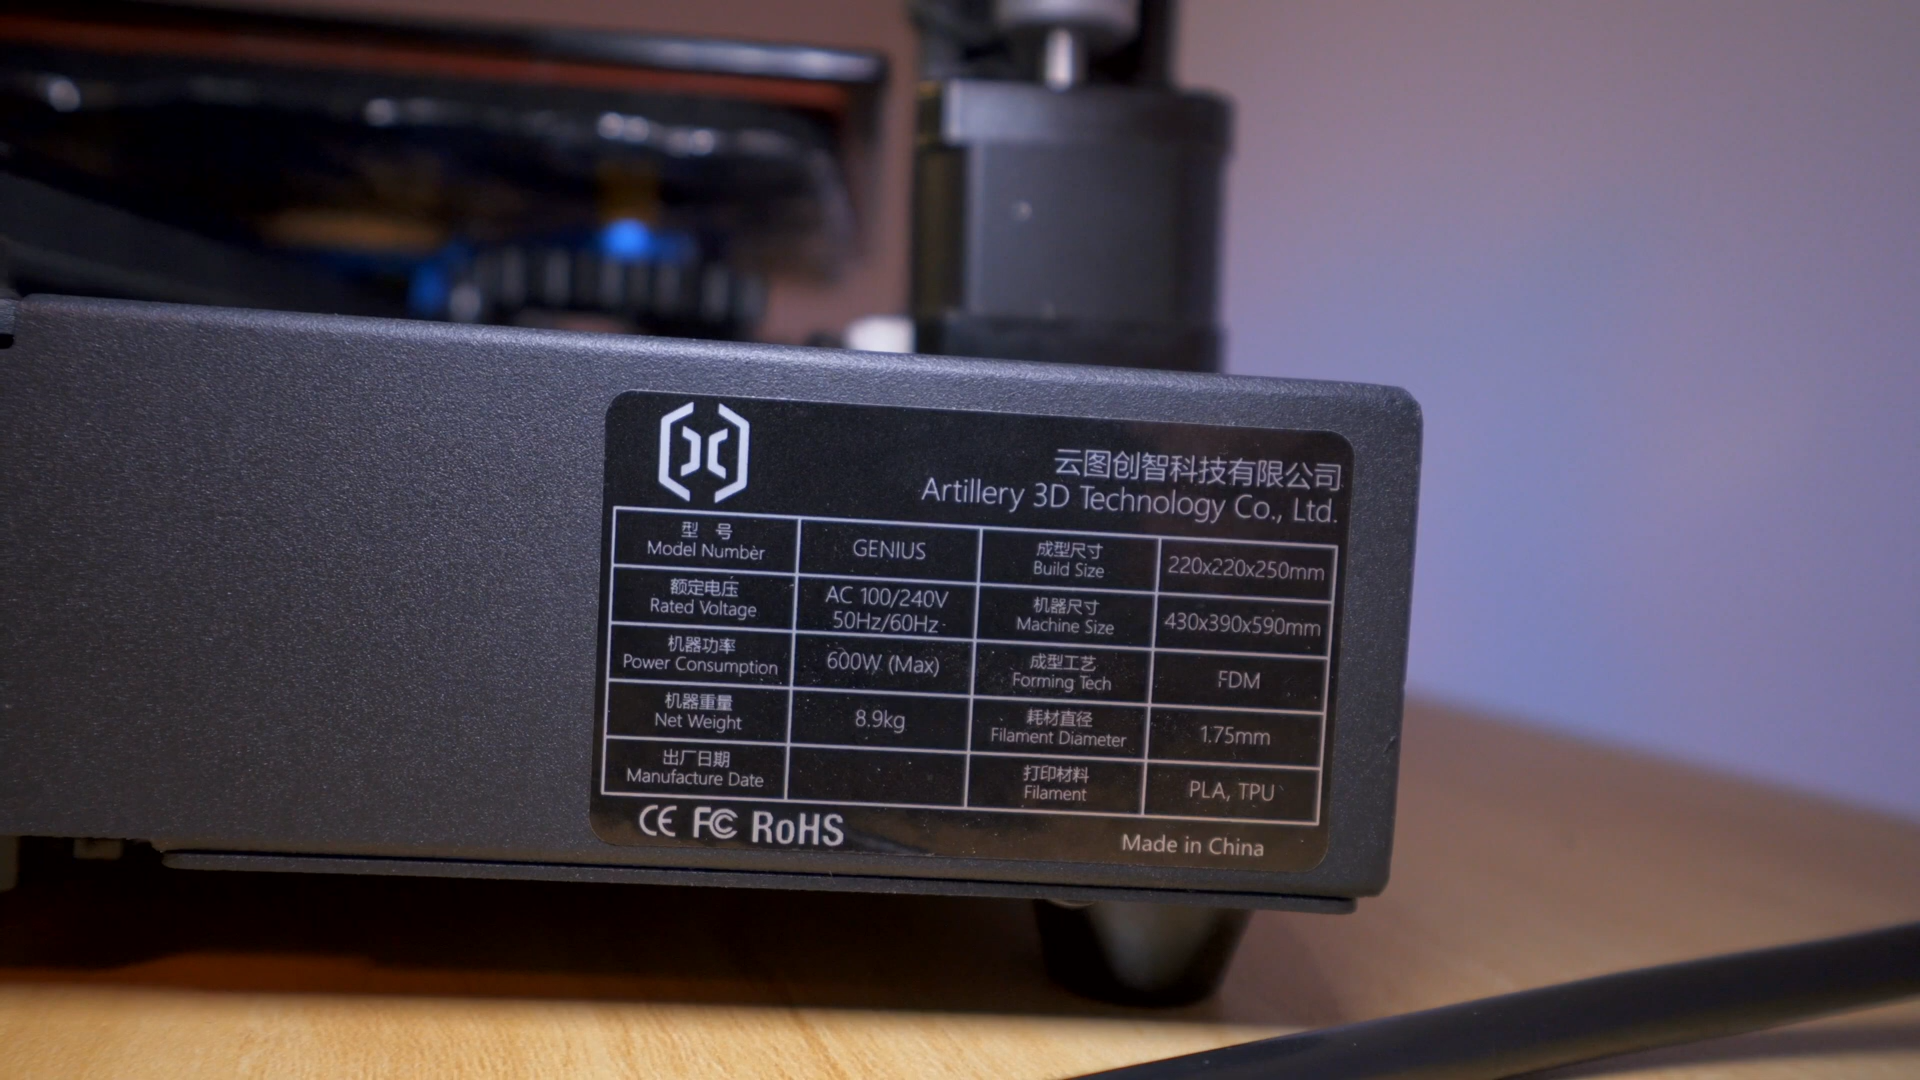 云图创智科技有限公司
Artillery 3D Technology Co., Ltd.
型 号
Model Number
GENIUS
成型尺寸
Build Size
220x220x250mm
额定电压
Rated Voltage
AC 100/240V
50Hz/60Hz
机器尺寸
Machine Size
430x390x590mm
机器功率
Power Consumption
600W (Max)
成型工艺
Forming Tech
FDM
机器重量
Net Weight
8.9kg
耗材直径
Filament Diameter
1.75mm
出厂日期
Manufacture Date
打印材料
Filament
PLA, TPU
CE FC RoHS
Made in China